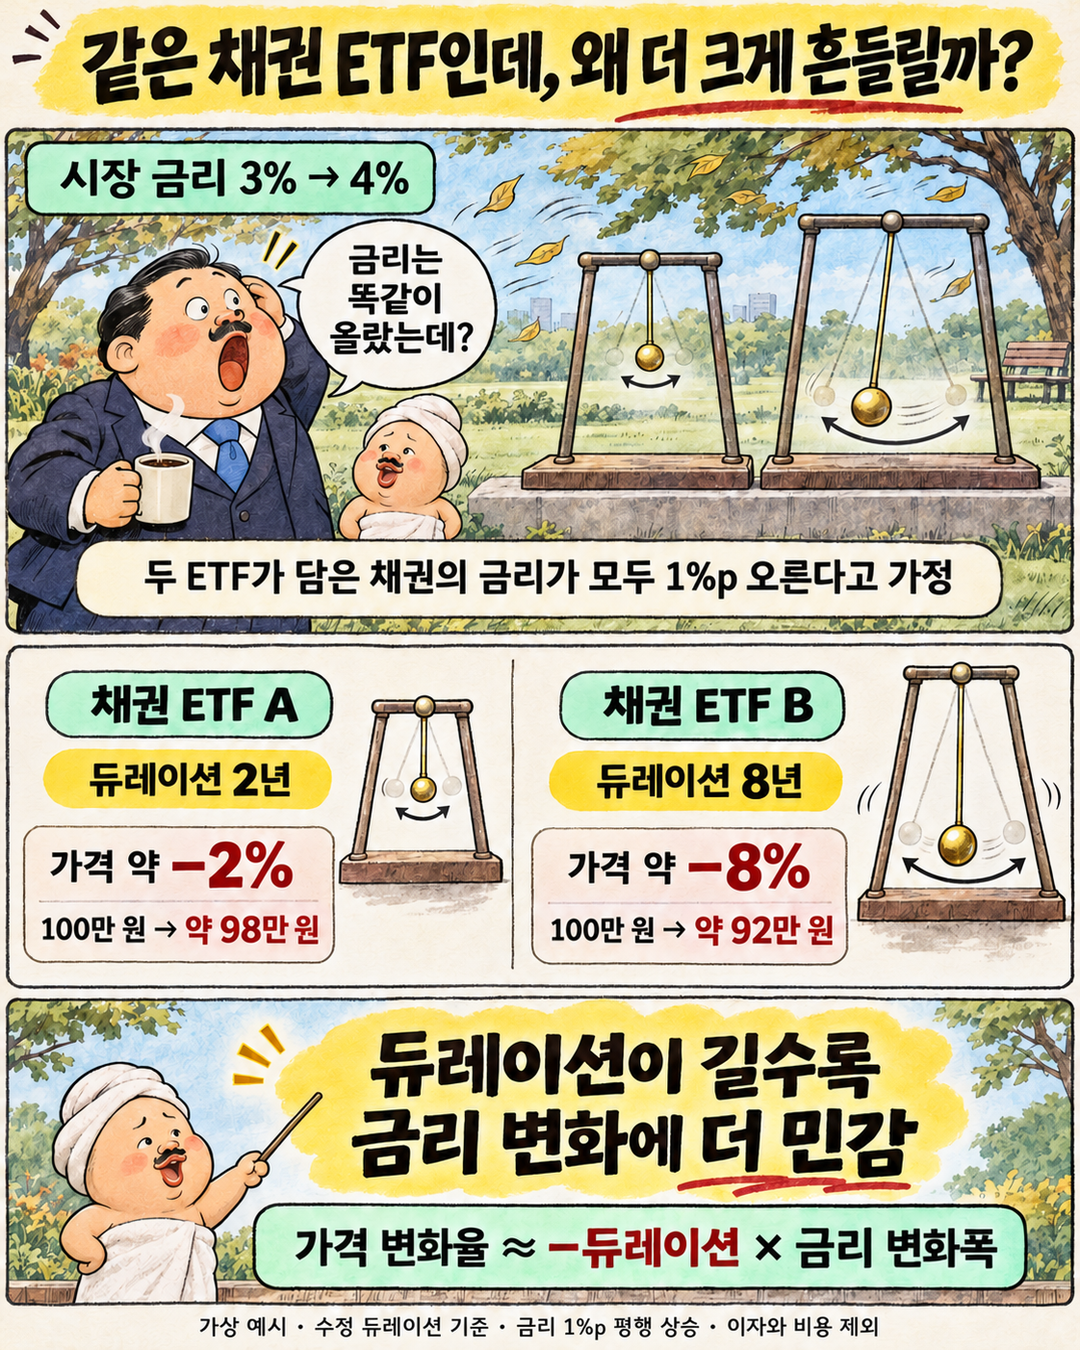 같은 채권 ETF인데, 왜 더 크게 흔들릴까?
시장 금리 3% → 4%
금리는
똑같이
올랐는데?
두 ETF가 담은 채권의 금리가 모두 1%p 오른다고 가정
채권 ETF A
듀레이션 2년
가격 약 −2%
100만 원 → 약 98만 원
채권 ETF B
듀레이션 8년
가격 약 −8%
100만 원 → 약 92만 원
듀레이션이 길수록
금리 변화에 더 민감
가격 변화율 ≈ −듀레이션 × 금리 변화폭
가상 예시 · 수정 듀레이션 기준 · 금리 1%p 평행 상승 · 이자와 비용 제외